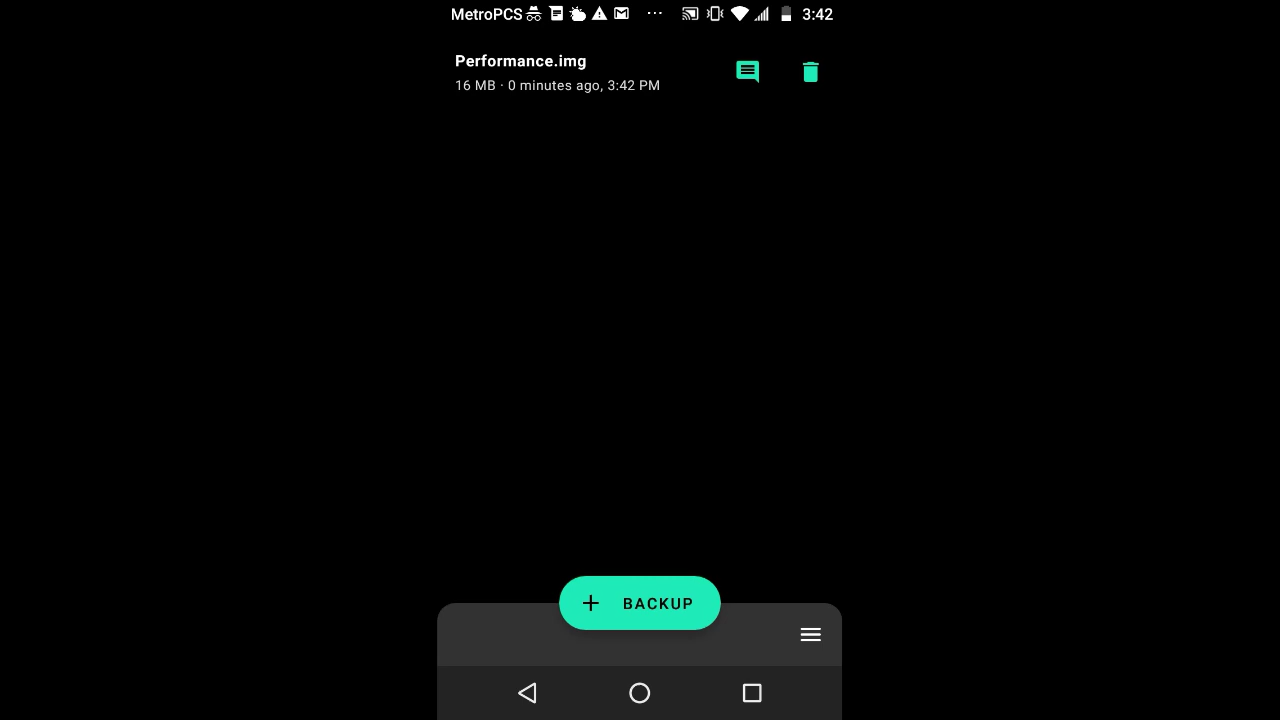 MetroPCS 3:42
Performance.img
16 MB · 0 minutes ago, 3:42 PM
BACKUP